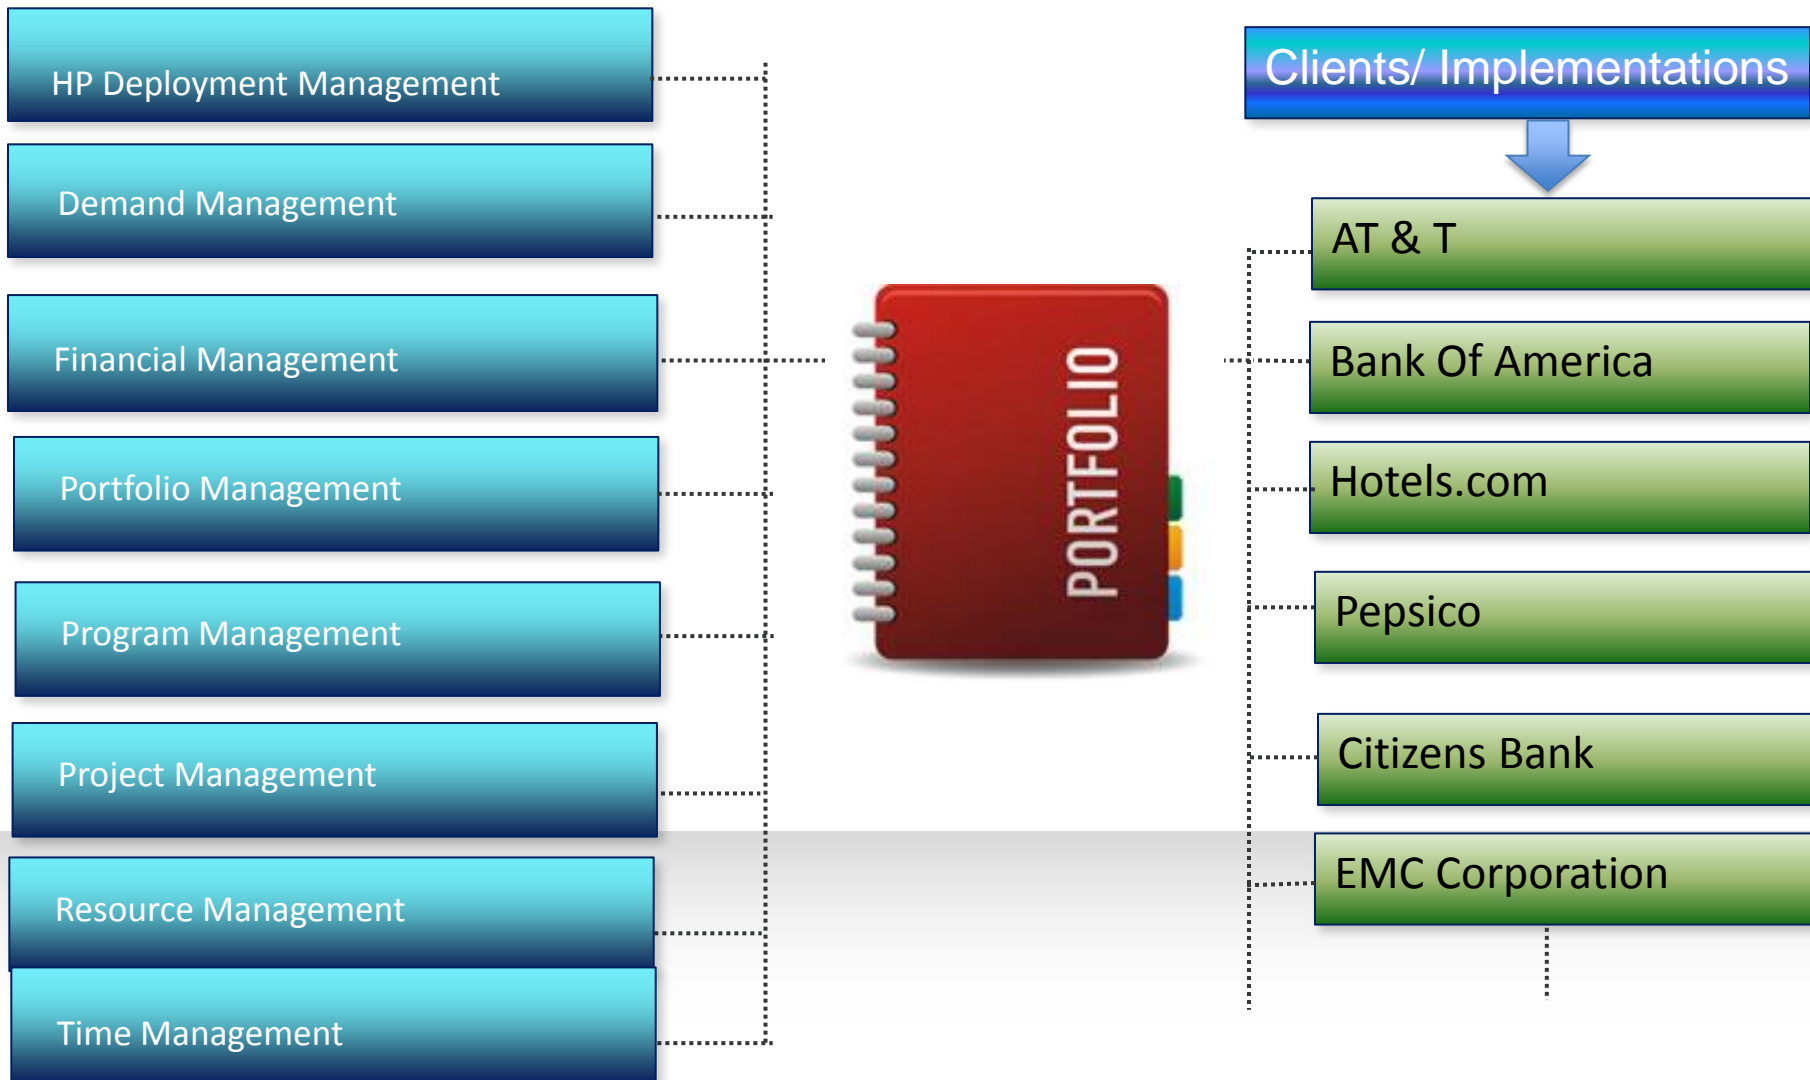 HP Deployment Management
Demand Management
Financial Management
Portfolio Management
Program Management
Project Management
Resource Management
Time Management
PORTFOLIO
Clients/ Implementations
AT & T
Bank Of America
Hotels.com
Pepsico
Citizens Bank
EMC Corporation